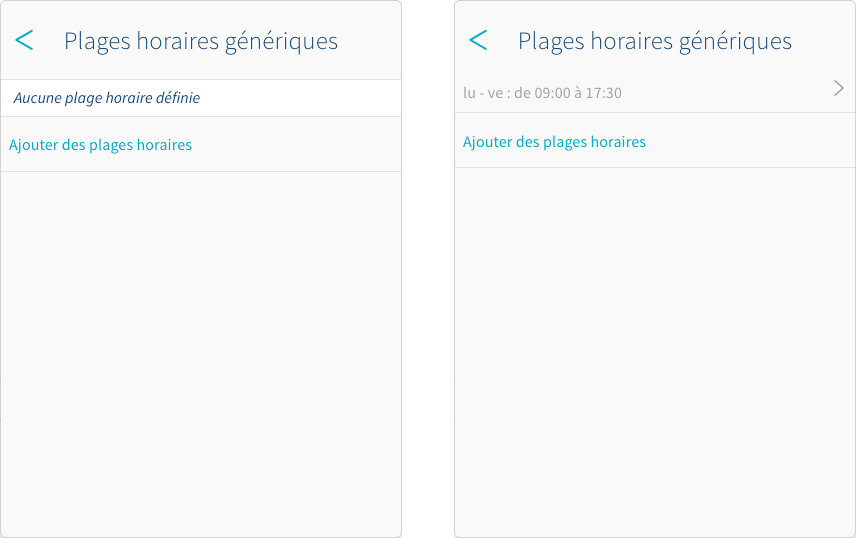 Plages horaires génériques
Aucune plage horaire définie
Ajouter des plages horaires
Plages horaires génériques
lu - ve : de 09:00 à 17:30
Ajouter des plages horaires